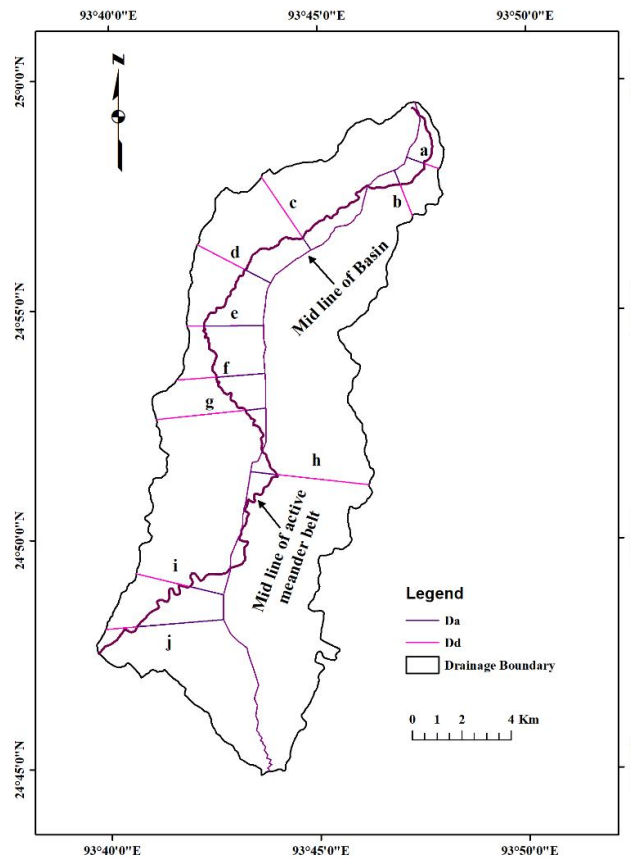 93°40'0"E 93°45'0"E 93°50'0"E
25°0'0"N
N
a
b
c
d
Mid line of Basin
24°55'0"N
e
f
g
h
24°50'0"N
Mid line of active
meander belt
i
j
Legend
Da
Dd
Drainage Boundary
0 1 2 4 Km
24°45'0"N
93°40'0"E 93°45'0"E 93°50'0"E